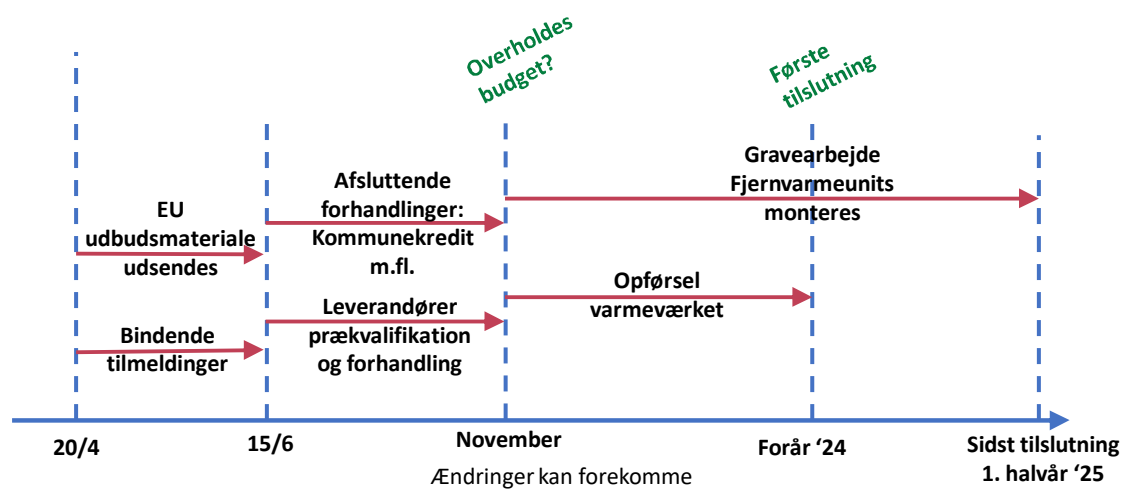 Overholdes
budget?
Første
tilslutning
EU
udbudsmateriale
udsendes
Afsluttende
forhandlinger:
Kommunekredit
m.fl.
Gravearbejde
Fjernvarmeunits
monteres
Bindende
tilmeldinger
Leverandører
prækvalifikation
og forhandling
Opførsel
varmeværket
20/4
15/6
November
Forår ‘24
Sidst tilslutning
1. halvår ‘25
Ændringer kan forekomme